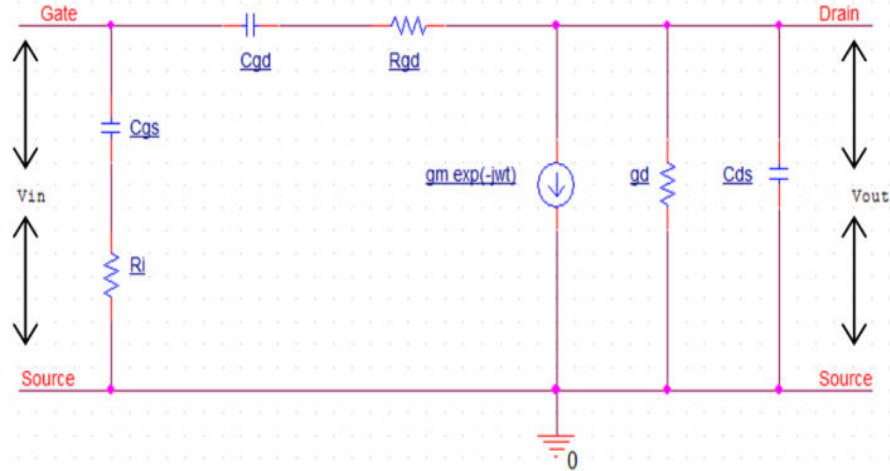 Gate
Drain
Cgd
Rgd
Cgs
Vin
gm exp(-jwt)
gd
Cds
Vout
Ri
Source
Source
0